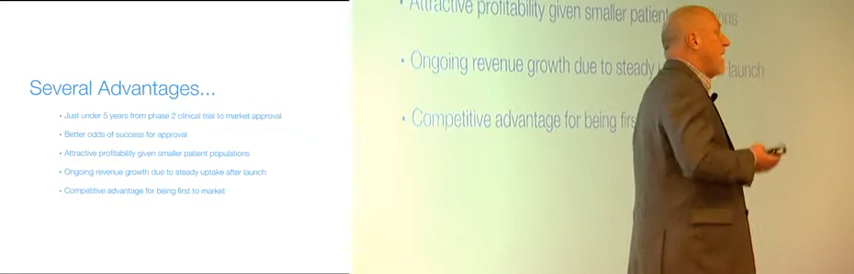 Several Advantages...
• Just under 5 years from phase 2 clinical trial to market approval
• Better odds of success for approval
• Attractive profitability given smaller patient populations
• Ongoing revenue growth due to steady uptake after launch
• Competitive advantage for being first to market
• Attractive profitability given smaller patient
• Ongoing revenue growth due to steady launch
• Competitive advantage for being